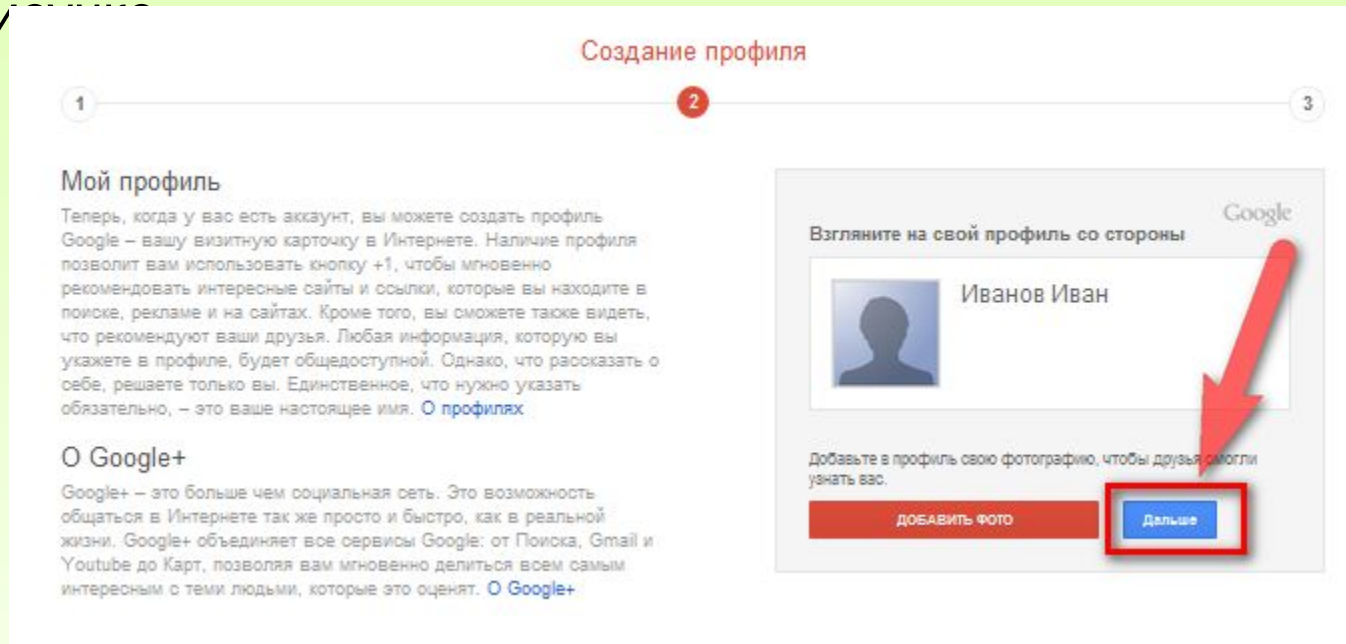 Создание профиля
1
2
3
Мой профиль
Теперь, когда у вас есть аккаунт, вы можете создать профиль
Google – вашу визитную карточку в Интернете. Наличие профиля
позволит вам использовать кнопку +1, чтобы мгновенно
рекомендовать интересные сайты и ссылки, которые вы находите в
поиске, рекламе и на сайтах. Кроме того, вы сможете также видеть,
что рекомендуют ваши друзья. Любая информация, которую вы
укажете в профиле, будет общедоступной. Однако, что рассказать о
себе, решаете только вы. Единственное, что нужно указать
обязательно, – это ваше настоящее имя. О профилях
О Google+
Google+ – это больше чем социальная сеть. Это возможность
общаться в Интернете так же просто и быстро, как в реальной
жизни. Google+ объединяет все сервисы Google: от Поиска, Gmail и
Youtube до Карт, позволяя вам мгновенно делиться всем самым
интересным с теми людьми, которые это оценят. О Google+
Google
Взгляните на свой профиль со стороны
Иванов Иван
Добавьте в профиль свою фотографию, чтобы друзья смогли
узнать вас.
ДОБАВИТЬ ФОТО
Дальше